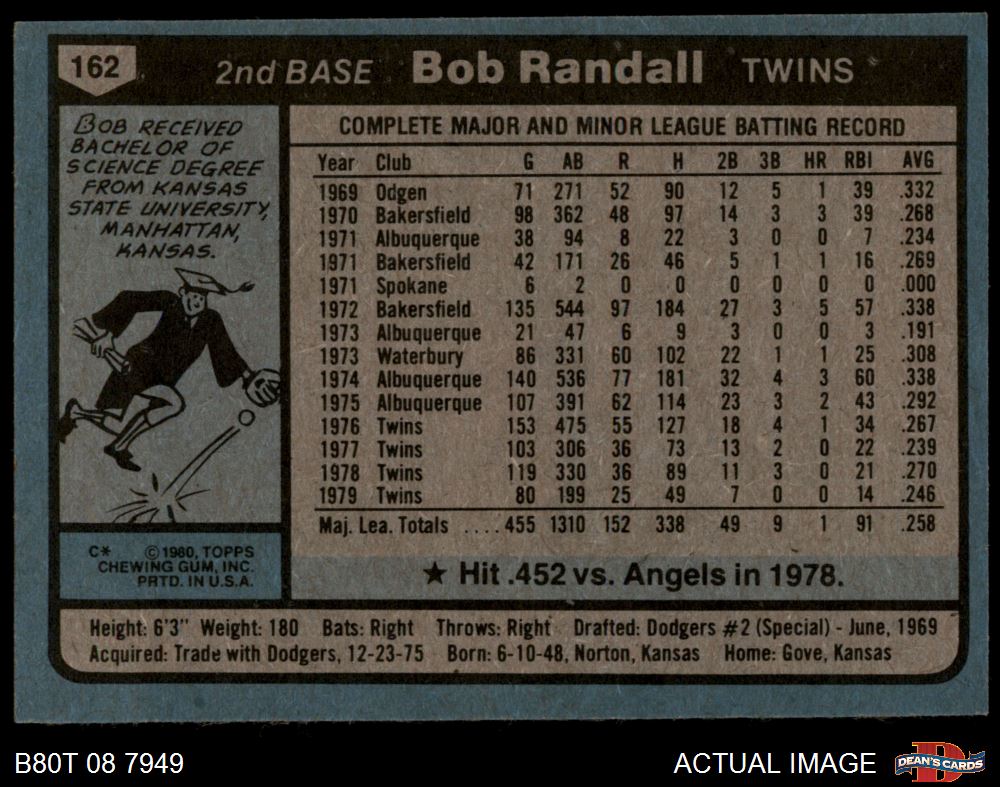 162 2nd BASE Bob Randall TWINS
BOB RECEIVED
BACHELOR OF
SCIENCE DEGREE
FROM KANSAS
STATE UNIVERSITY,
MANHATTAN,
KANSAS.
C* © 1980, TOPPS
CHEWING GUM, INC.
PRTD. IN U.S.A.
COMPLETE MAJOR AND MINOR LEAGUE BATTING RECORD
Year Club G AB R H 2B 3B HR RBI AVG
1969 Odgen 71 271 52 90 12 5 1 39 .332
1970 Bakersfield 98 362 48 97 14 3 3 39 .268
1971 Albuquerque 38 94 8 22 3 0 0 7 .234
1971 Bakersfield 42 171 26 46 5 1 1 16 .269
1971 Spokane 6 2 0 0 0 0 0 0 .000
1972 Bakersfield 135 544 97 184 27 3 5 57 .338
1973 Albuquerque 21 47 6 9 3 0 0 3 .191
1973 Waterbury 86 331 60 102 22 1 1 25 .308
1974 Albuquerque 140 536 77 181 32 4 3 60 .338
1975 Albuquerque 107 391 62 114 23 3 2 43 .292
1976 Twins 153 475 55 127 18 4 1 34 .267
1977 Twins 103 306 36 73 13 2 0 22 .239
1978 Twins 119 330 36 89 11 3 0 21 .270
1979 Twins 80 199 25 49 7 0 0 14 .246
Maj. Lea. Totals .... 455 1310 152 338 49 9 1 91 .258
★ Hit .452 vs. Angels in 1978.
Height: 6'3" Weight: 180 Bats: Right Throws: Right Drafted: Dodgers #2 (Special) - June, 1969
Acquired: Trade with Dodgers, 12-23-75 Born: 6-10-48, Norton, Kansas Home: Gove, Kansas
B80T 08 7949 ACTUAL IMAGE DEAN'S CARDS